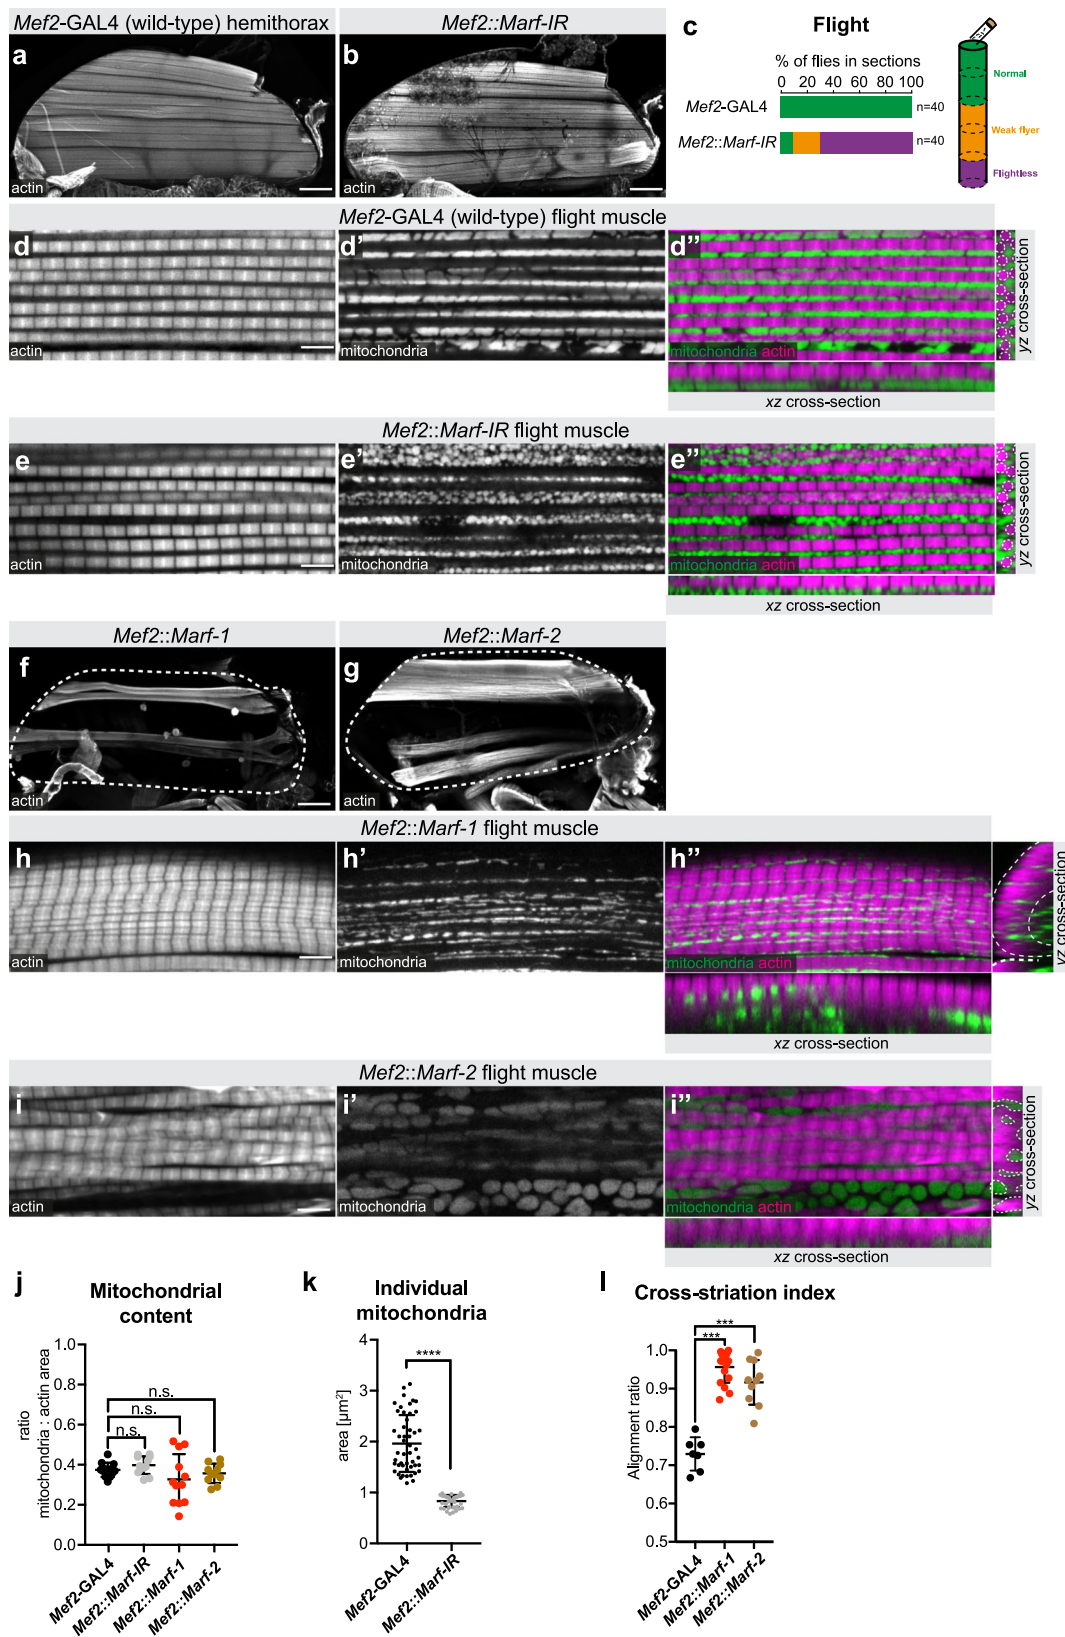 Mef2-GAL4 (wild-type) hemithorax
Mef2::Marf-IR
a
actin
b
actin
c
Flight
% of flies in sections
0 20 40 60 80 100
Mef2-GAL4
n=40
Mef2::Marf-IR
n=40
Normal
Weak flyer
Flightless
Mef2-GAL4 (wild-type) flight muscle
d
actin
d'
mitochondria
d''
mitochondria actin
yz cross-section
xz cross-section
Mef2::Marf-IR flight muscle
e
actin
e'
mitochondria
e''
mitochondria actin
yz cross-section
xz cross-section
Mef2::Marf-1
Mef2::Marf-2
f
actin
g
actin
Mef2::Marf-1 flight muscle
h
actin
h'
mitochondria
h''
mitochondria actin
yz cross-section
xz cross-section
Mef2::Marf-2 flight muscle
i
actin
i'
mitochondria
i''
mitochondria actin
yz cross-section
xz cross-section
j
Mitochondrial
content
ratio
mitochondria : actin area
1.0
0.8
0.6
0.4
0.2
0.0
n.s.
n.s.
n.s.
Mef2-GAL4
Mef2::Marf-IR
Mef2::Marf-1
Mef2::Marf-2
k
Individual
mitochondria
area [µm²]
4
3
2
1
0
****
Mef2-GAL4
Mef2::Marf-IR
l
Cross-striation index
Alignment ratio
1.0
0.9
0.8
0.7
0.6
0.5
***
***
Mef2-GAL4
Mef2::Marf-1
Mef2::Marf-2